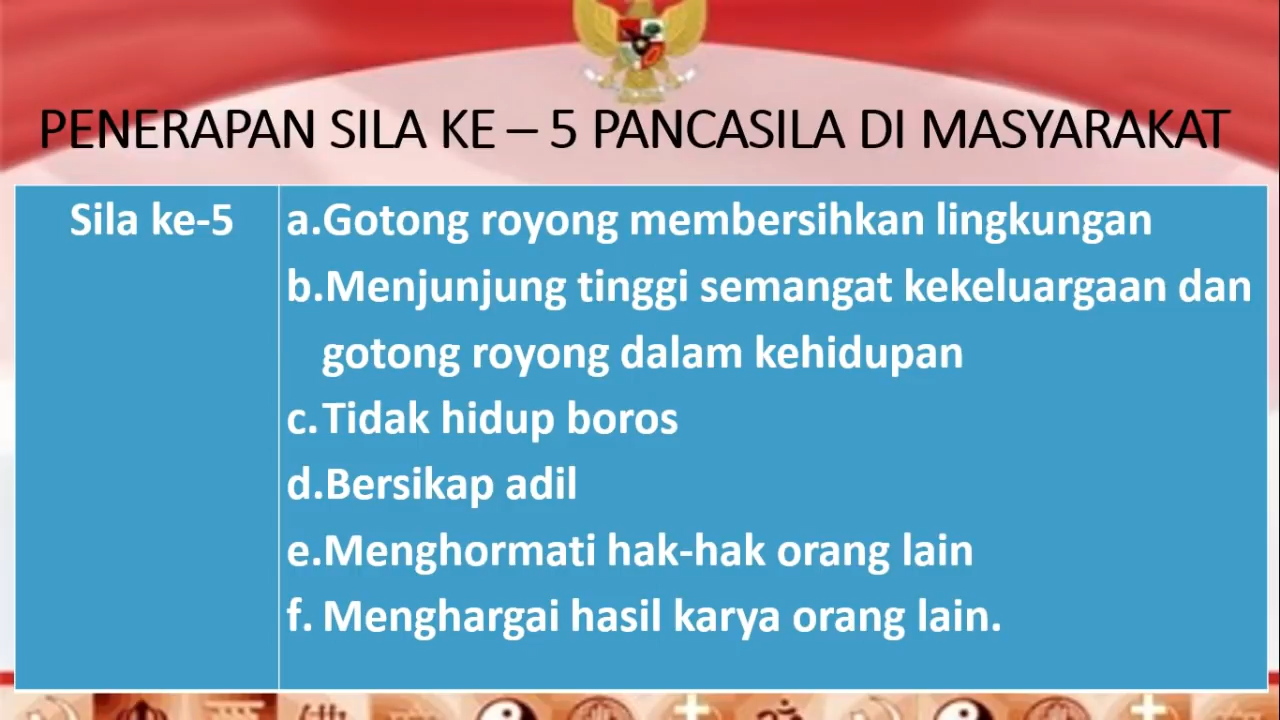 PENERAPAN SILA KE – 5 PANCASILA DI MASYARAKAT
Sila ke-5
a.Gotong royong membersihkan lingkungan
b.Menjunjung tinggi semangat kekeluargaan dan
gotong royong dalam kehidupan
c.Tidak hidup boros
d.Bersikap adil
e.Menghormati hak-hak orang lain
f. Menghargai hasil karya orang lain.